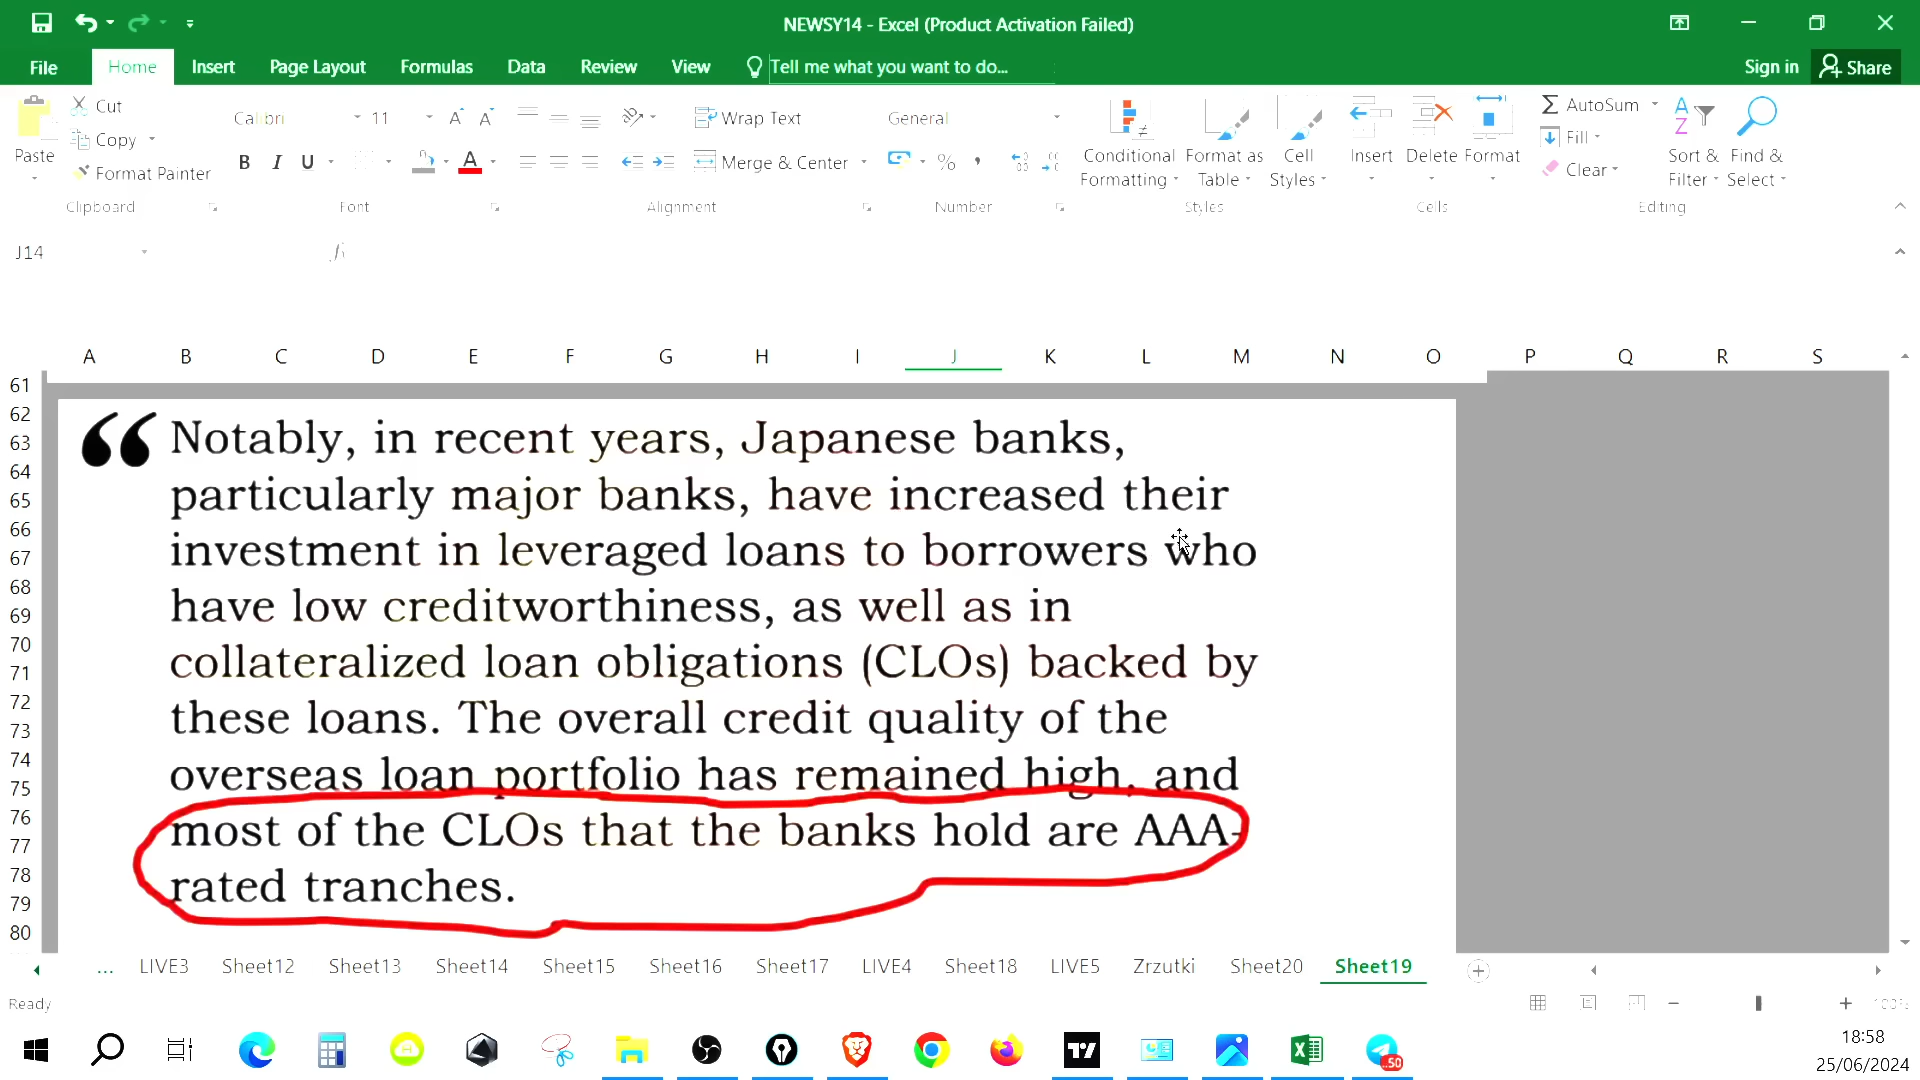 NEWSY14 - Excel (Product Activation Failed)
File Home Insert Page Layout Formulas Data Review View Tell me what you want to do... Sign in Share
Cut
Copy
Format Painter
Paste
Clipboard
Calibri 11
B I U A
Font
Wrap Text
Merge & Center
Alignment
General
%
Number
Conditional Formatting
Format as Table
Cell Styles
Styles
Insert Delete Format
Cells
AutoSum
Fill
Clear
Sort & Filter
Find & Select
Editing
J14 fx
A B C D E F G H I J K L M N O P Q R S
61
62
63
64
65
66
67
68
69
70
71
72
73
74
75
76
77
78
79
80
“Notably, in recent years, Japanese banks,
particularly major banks, have increased their
investment in leveraged loans to borrowers who
have low creditworthiness, as well as in
collateralized loan obligations (CLOs) backed by
these loans. The overall credit quality of the
overseas loan portfolio has remained high, and
most of the CLOs that the banks hold are AAA-
rated tranches.
... LIVE3 Sheet12 Sheet13 Sheet14 Sheet15 Sheet16 Sheet17 LIVE4 Sheet18 LIVE5 Zrzutki Sheet20 Sheet19
Ready
100%
18:58
25/06/2024